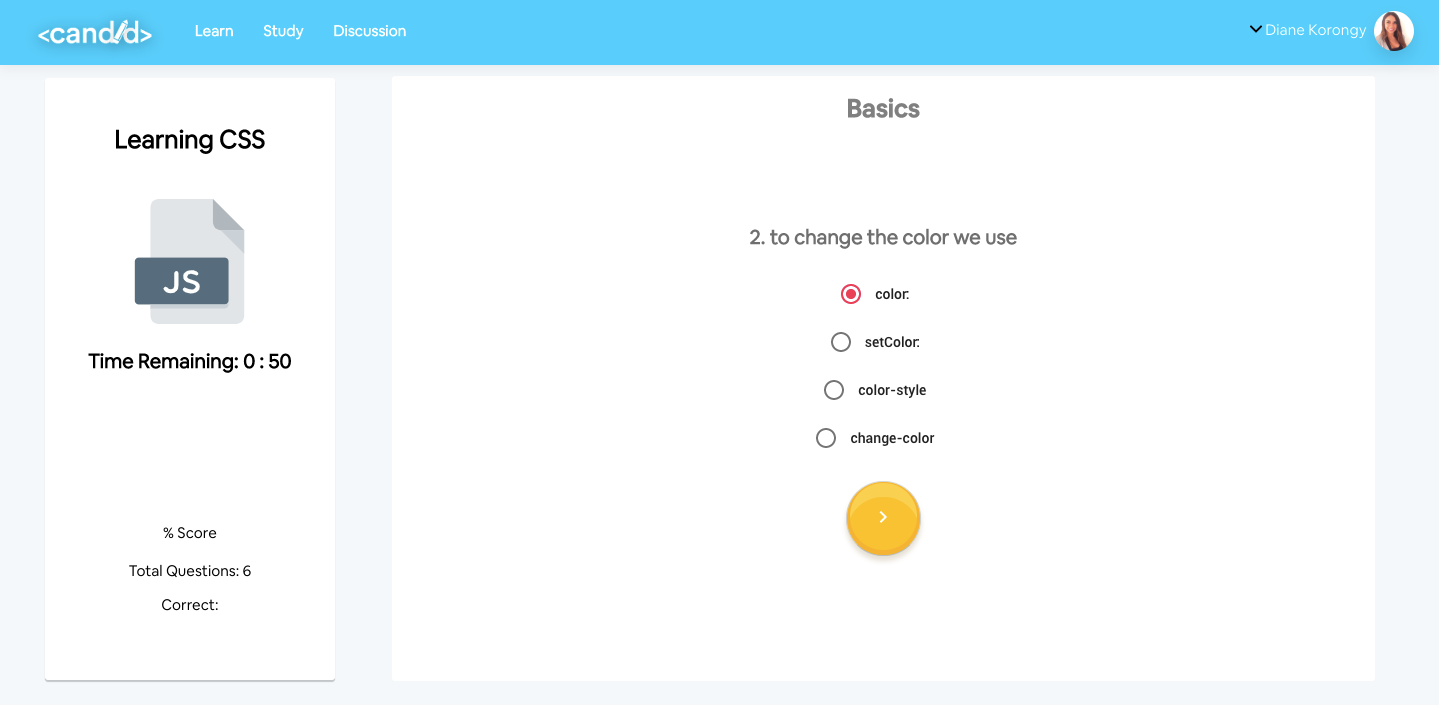 <cand/d>
Learn
Study
Discussion
Diane Korongy
Learning CSS
JS
Time Remaining: 0 : 50
% Score
Total Questions: 6
Correct:
Basics
2. to change the color we use
color:
setColor:
color-style
change-color